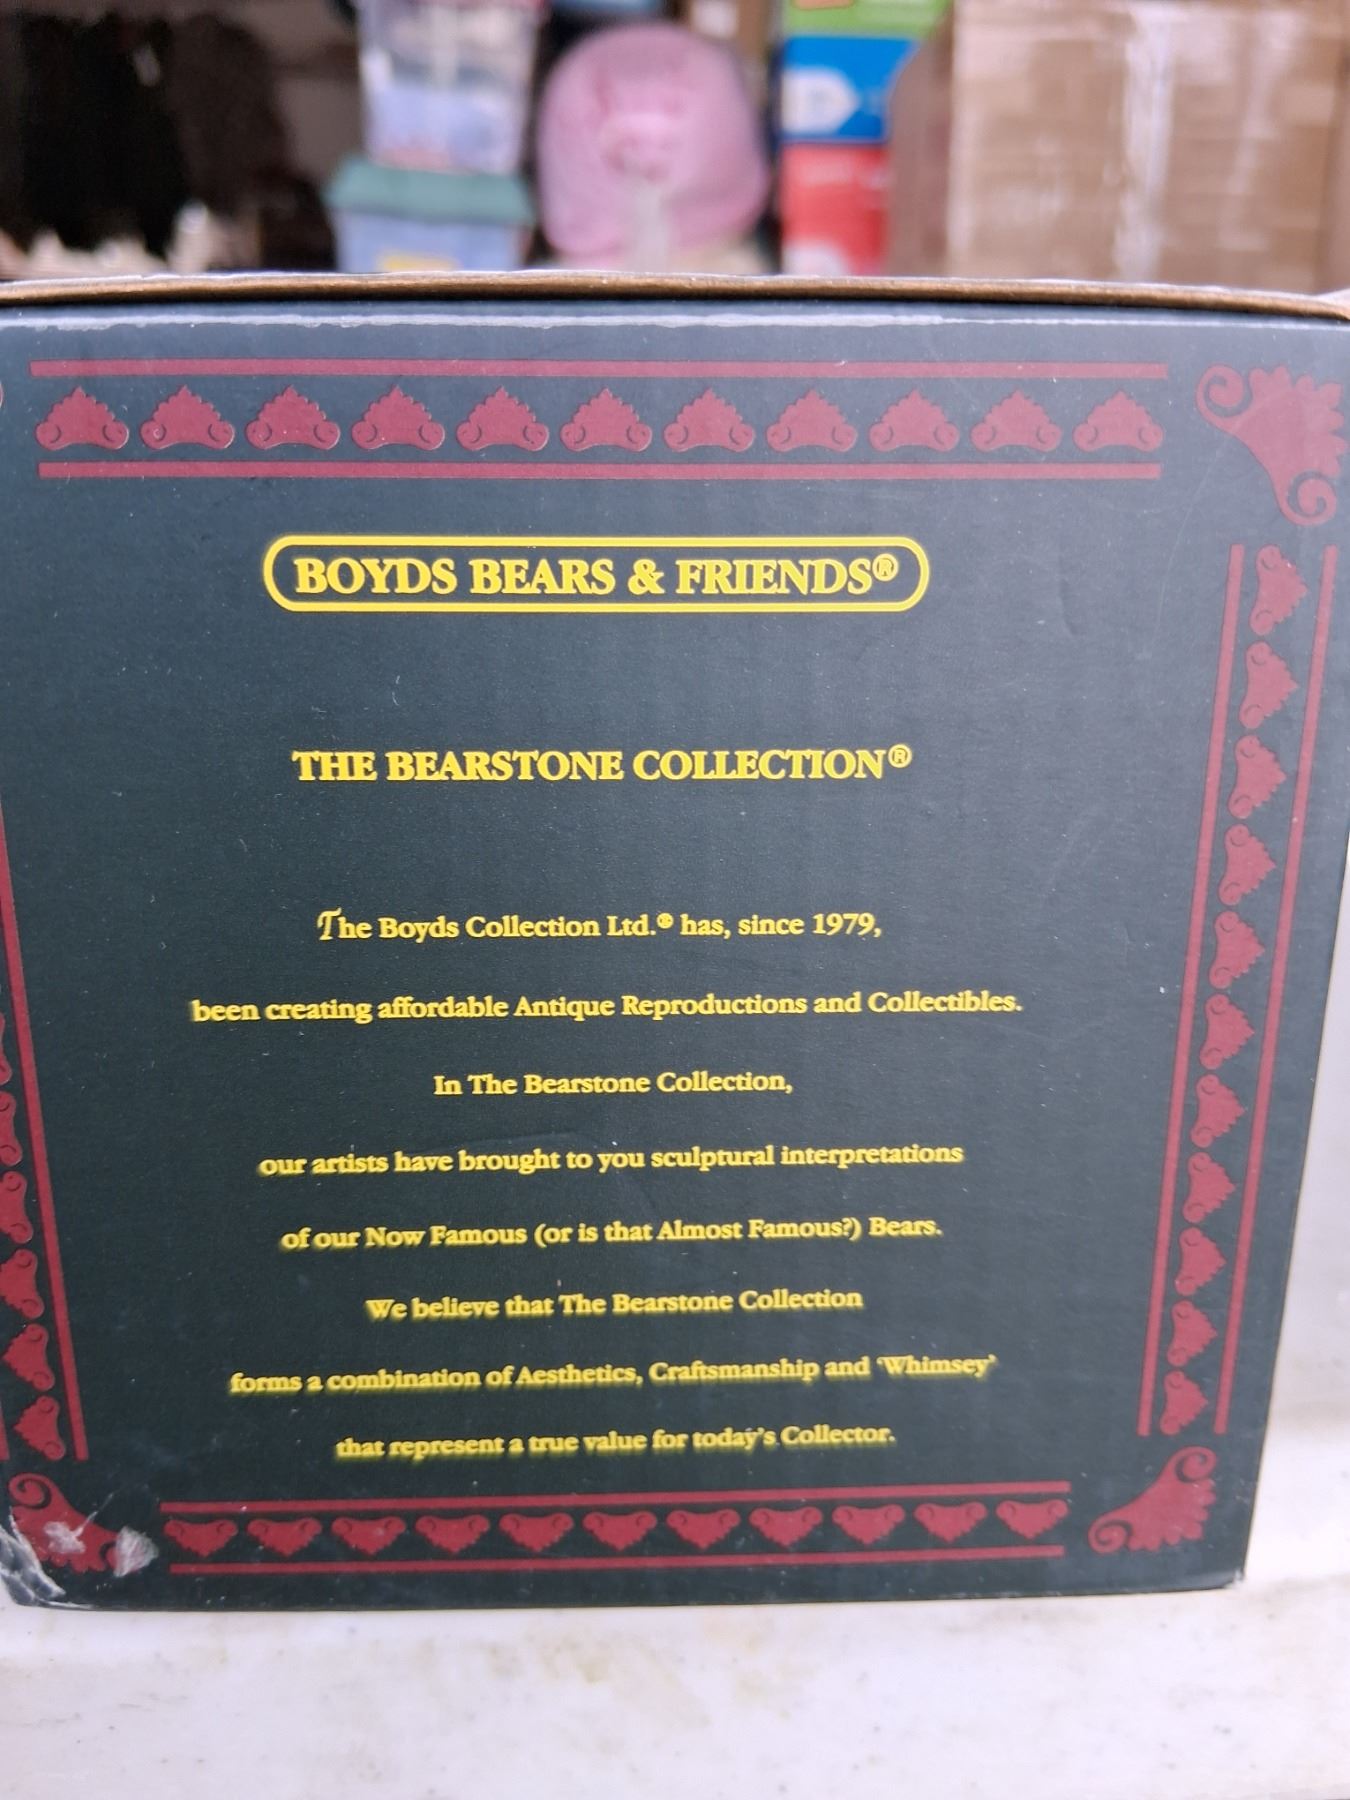 BOYDS BEARS & FRIENDS®
THE BEARSTONE COLLECTION®
The Boyds Collection Ltd.® has, since 1979,
been creating affordable Antique Reproductions and Collectibles.
In The Bearstone Collection,
our artists have brought to you sculptural interpretations
of our Now Famous (or is that Almost Famous?) Bears.
We believe that The Bearstone Collection
forms a combination of Aesthetics, Craftsmanship and 'Whimsey'
that represent a true value for today's Collector.